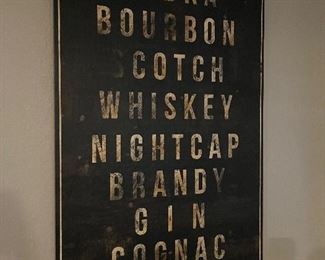 BOURBON
SCOTCH
WHISKEY
NIGHTCAP
BRANDY
GIN
COGNAC